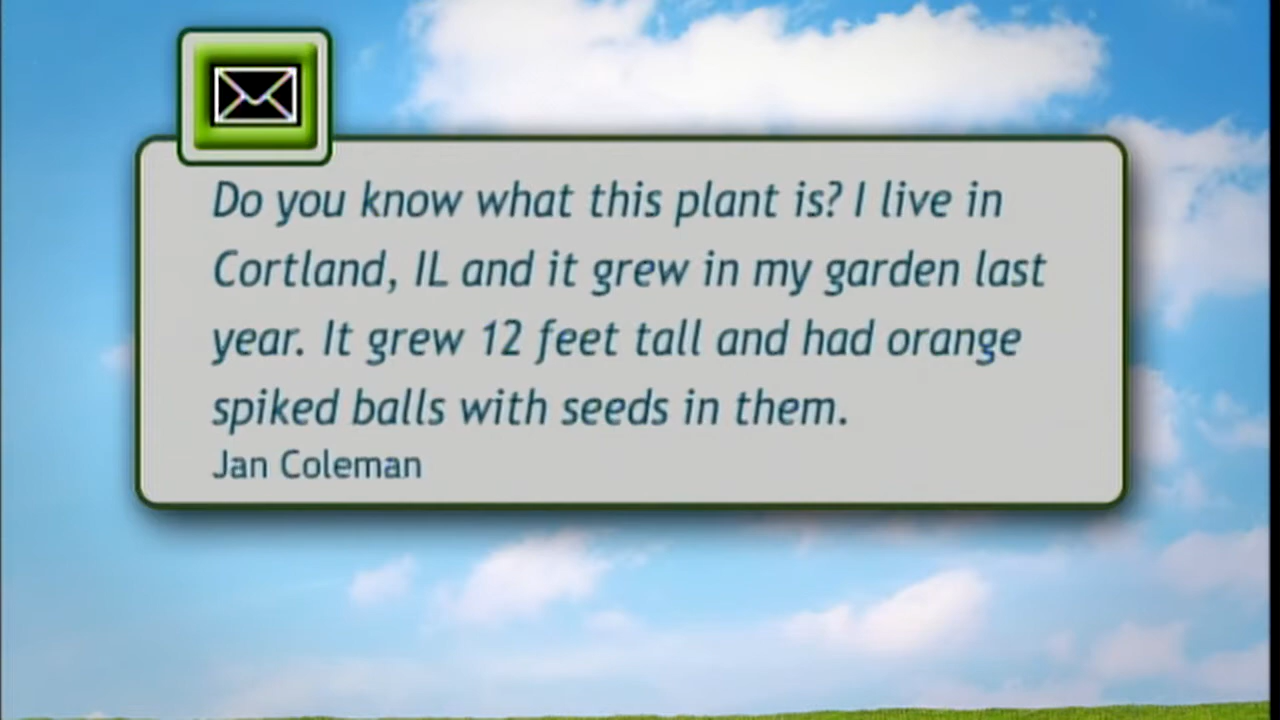 Do you know what this plant is? I live in
Cortland, IL and it grew in my garden last
year. It grew 12 feet tall and had orange
spiked balls with seeds in them.
Jan Coleman